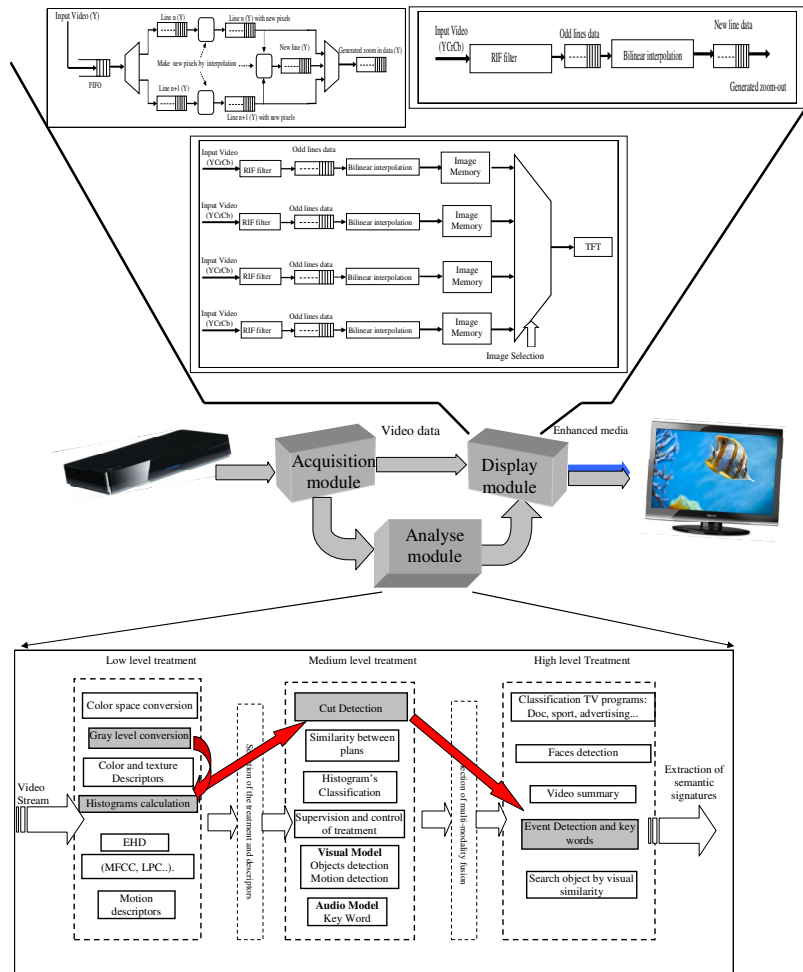 Input Video (Y)
FIFO
Line n (Y)
Line n (Y) with new pixels
Make new pixels by interpolation
New line (Y)
Generated zoom in data (Y)
Line n+1 (Y)
Line n+1 (Y) with new pixels
Input Video
(YCrCb)
RIF filter
Odd lines data
Bilinear interpolation
New line data
Generated zoom-out
Input Video
(YCrCb)
RIF filter
Odd lines data
Bilinear interpolation
Image
Memory
Input Video
(YCrCb)
RIF filter
Odd lines data
Bilinear interpolation
Image
Memory
Input Video
(YCrCb)
RIF filter
Odd lines data
Bilinear interpolation
Image
Memory
Input Video
(YCrCb)
RIF filter
Odd lines data
Bilinear interpolation
Image
Memory
TFT
Image Selection
Acquisition
module
Video data
Display
module
Enhanced media
Analyse
module
Low level treatment
Medium level treatment
High level Treatment
Video
Stream
Color space conversion
Gray level conversion
Color and texture
Descriptors
Histograms calculation
EHD
(MFCC, LPC..).
Motion
descriptors
of the treatment and descriptors
Cut Detection
Similarity between
plans
Histogram's
Classification
Supervision and control
of treatment
Visual Model
Objects detection
Motion detection
Audio Model
Key Word
of multi-modality fusion
Classification TV programs:
Doc, sport, advertising...
Faces detection
Video summary
Event Detection and key
words
Search object by visual
similarity
Extraction of
semantic
signatures